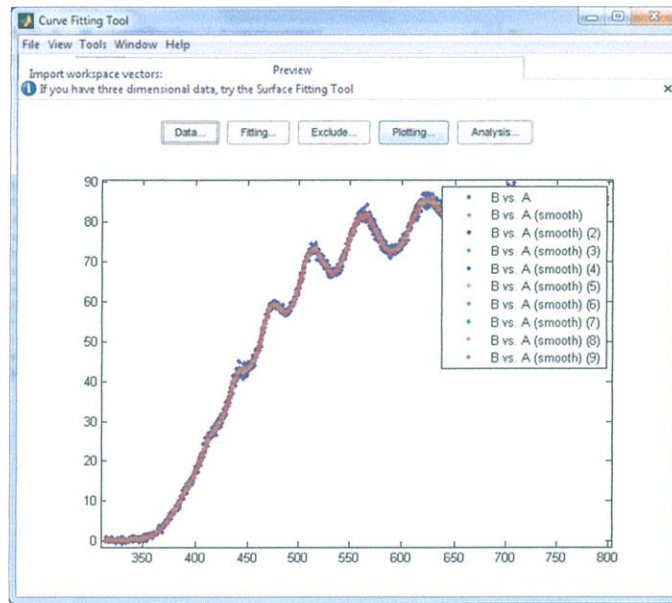 Curve Fitting Tool
File View Tools Window Help
Import workspace vectors:
Preview
If you have three dimensional data, try the Surface Fitting Tool
Data... Fitting... Exclude... Plotting... Analysis...
B vs. A
B vs. A (smooth)
B vs. A (smooth) (2)
B vs. A (smooth) (3)
B vs. A (smooth) (4)
B vs. A (smooth) (5)
B vs. A (smooth) (6)
B vs. A (smooth) (7)
B vs. A (smooth) (8)
B vs. A (smooth) (9)
90
80
70
60
50
40
30
20
10
0
350 400 450 500 550 600 650 700 750 800